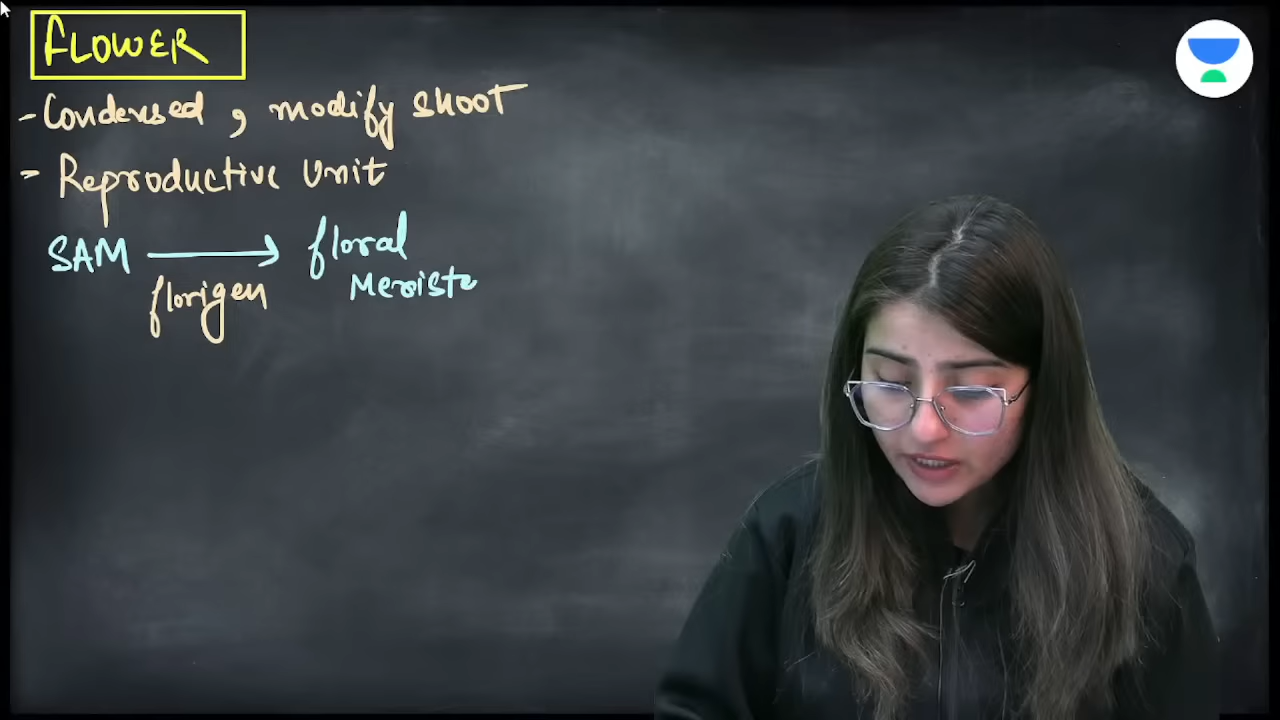 FLOWER
- Condensed, modify shoot
- Reproductive Unit
SAM → floral
florigen Meriste